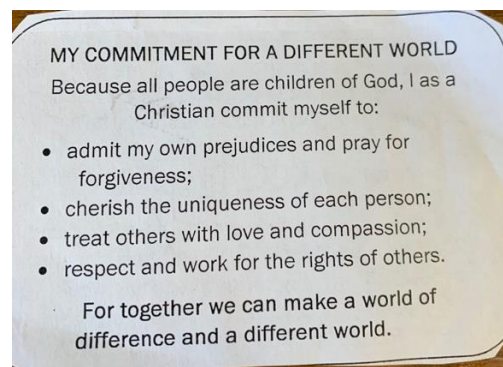 MY COMMITMENT FOR A DIFFERENT WORLD
Because all people are children of God, I as a
Christian commit myself to:
• admit my own prejudices and pray for
forgiveness;
• cherish the uniqueness of each person;
• treat others with love and compassion;
• respect and work for the rights of others.
For together we can make a world of
difference and a different world.